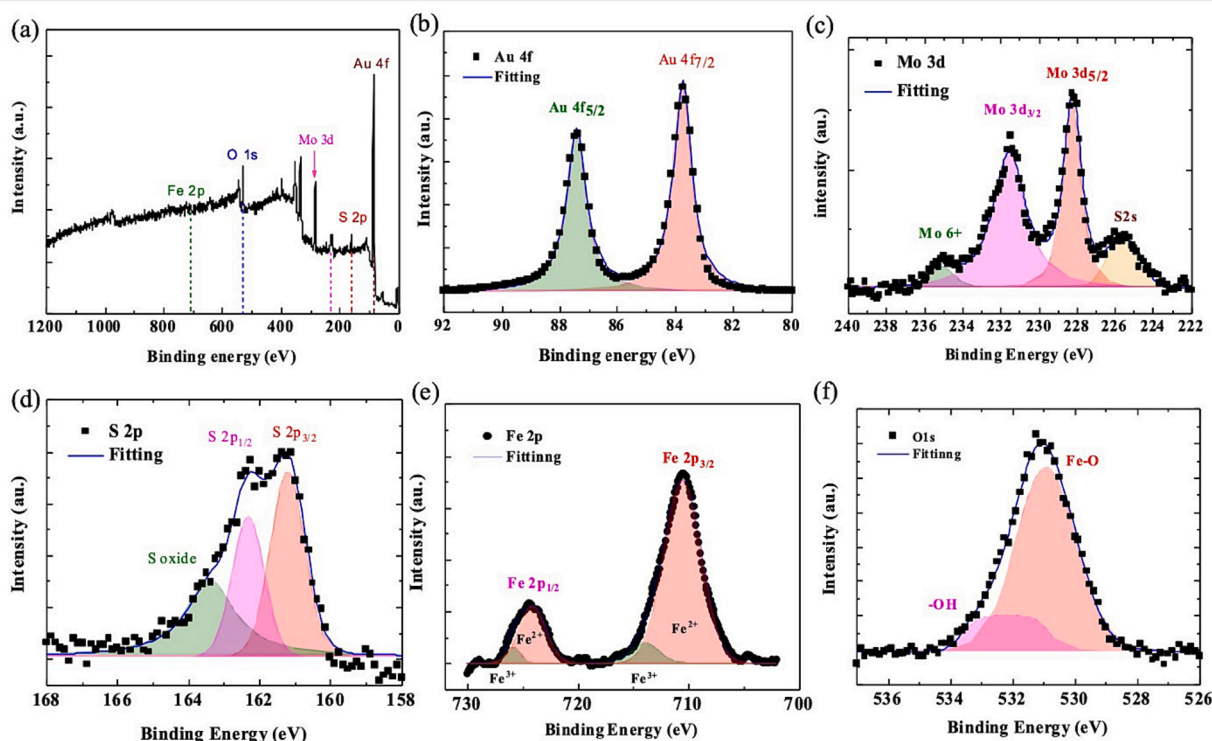 (a)
Au 4f
Mo 3d
O 1s
Fe 2p
S 2p
Intensity (a.u.)
1200 1000 800 600 400 200 0
Binding energy (eV)
(b)
Au 4f
Fitting
Au 4f7/2
Au 4f5/2
Intensity (au.)
92 90 88 86 84 82 80
Binding energy (eV)
(c)
Mo 3d
Fitting
Mo 3d5/2
Mo 3d3/2
S2s
Mo 6+
intensity (au.)
240 238 236 234 232 230 228 226 224 222
Binding Energy (eV)
(d)
S 2p
Fitting
S 2p1/2
S 2p3/2
S oxide
Intensity (au.)
168 166 164 162 160 158
Binding Energy (eV)
(e)
Fe 2p
Fittinng
Fe 2p3/2
Fe 2p1/2
Fe2+
Fe2+
Fe3+
Fe3+
Intensity (au.)
730 720 710 700
Binding Energy (eV)
(f)
O1s
Fittinng
Fe-O
-OH
Intensity (au.)
536 534 532 530 528 526
Binding Energy (eV)